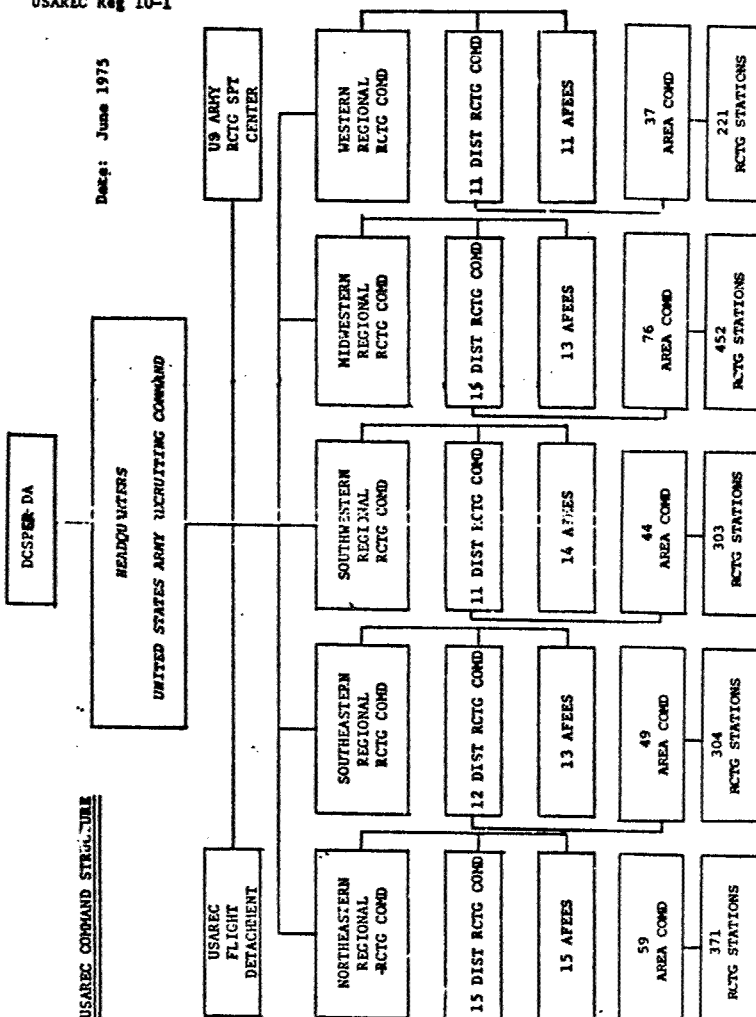 USAREC Reg 10-1
USAREC COMMAND STRUCTURE
Date: June 1975
DCSPER-DA
HEADQUARTERS
UNITED STATES ARMY RECRUITING COMMAND
USAREC
FLIGHT
DETACHMENT
US ARMY
RCTG SPT
CENTER
NORTHEASTERN
REGIONAL
-RCTG COMD
15 DIST RCTG COMD
15 AFEES
59
AREA COMD
371
RCTG STATIONS
SOUTHEASTERN
REGIONAL
RCTG COMD
12 DIST RCTG COMD
13 AFEES
49
AREA COMD
304
RCTG STATIONS
SOUTHWESTERN
REGIONAL
RCTG COMD
11 DIST RCTG COMD
14 AFEES
44
AREA COMD
303
RCTG STATIONS
MIDWESTERN
REGIONAL
RCTG COMD
15 DIST RCTG COMD
13 AFEES
76
AREA COMD
452
RCTG STATIONS
WESTERN
REGIONAL
RCTG COMD
11 DIST RCTG COMD
11 AFEES
37
AREA COMD
221
RCTG STATIONS